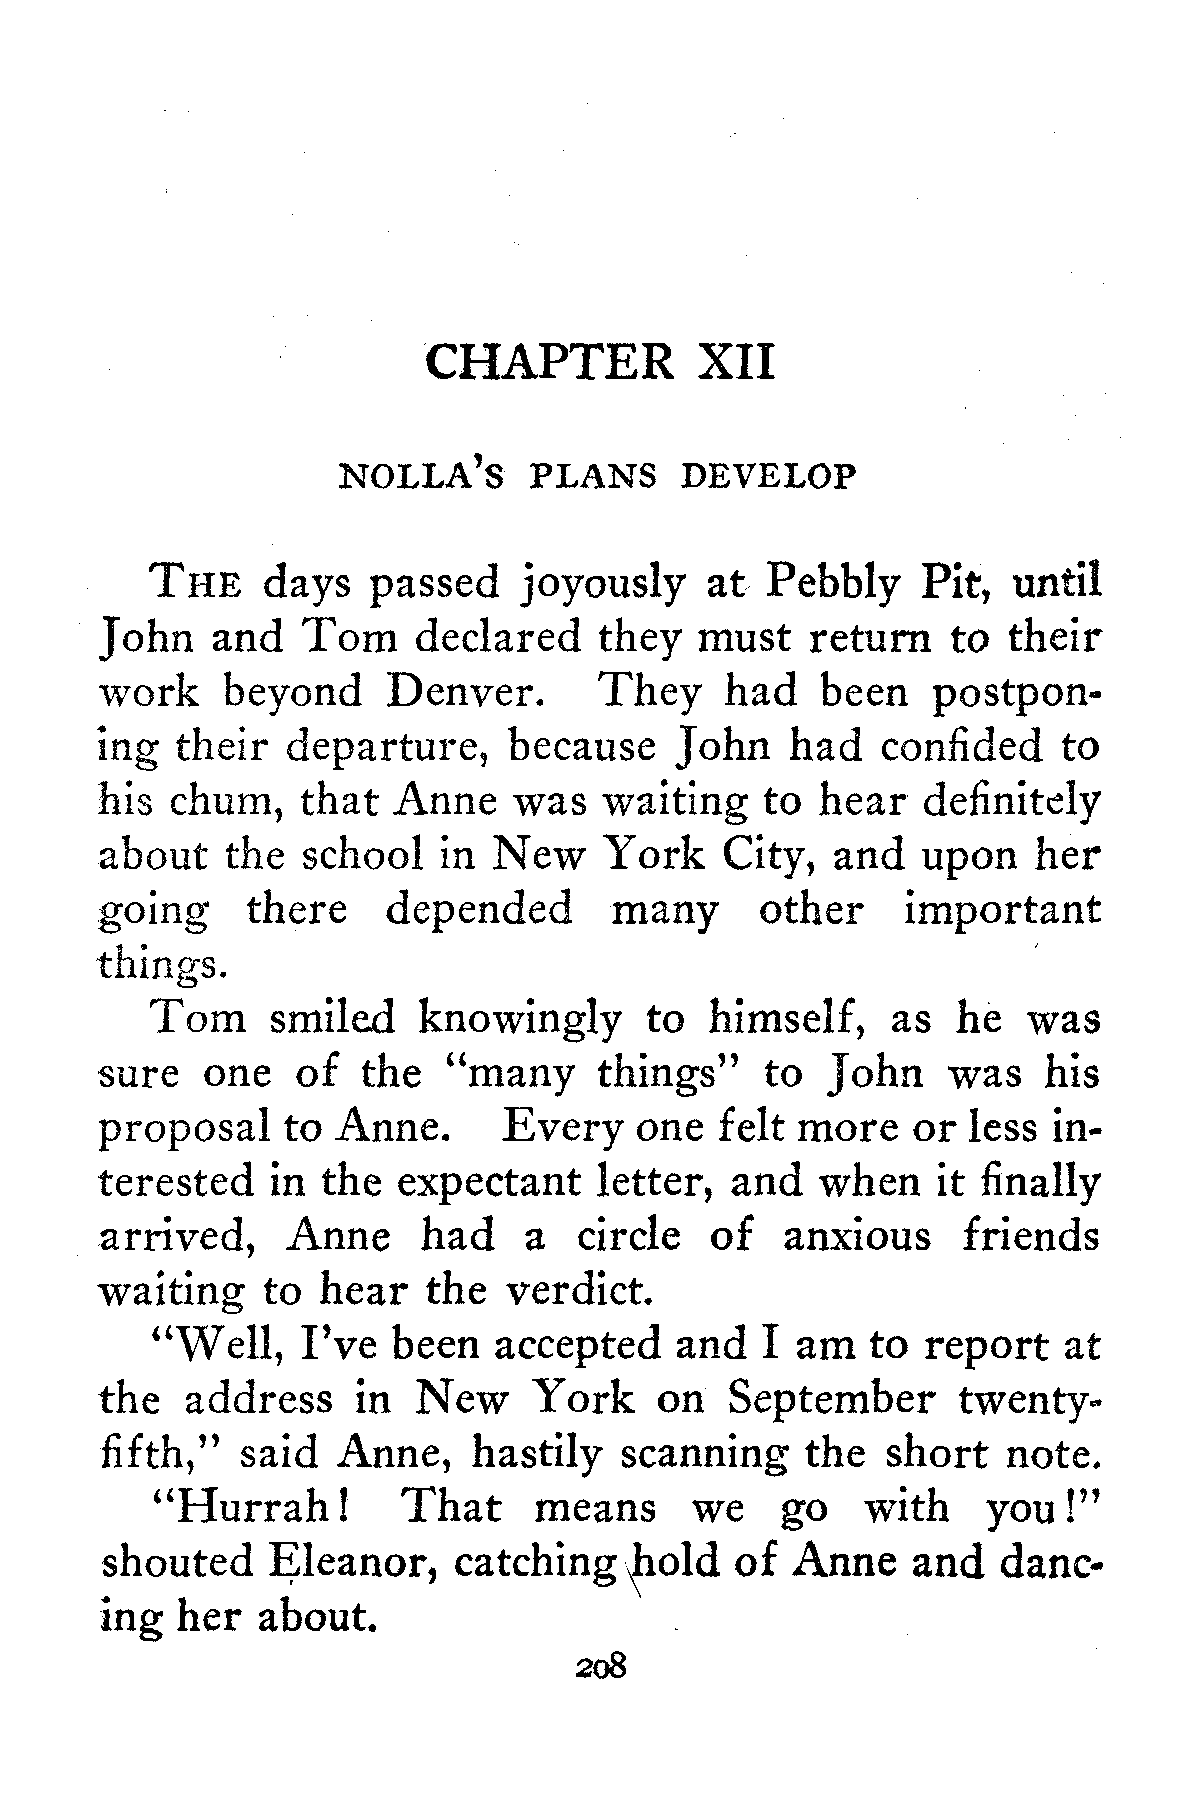 CHAPTER XII
NOLLA'S PLANS DEVELOP
THE days passed joyously at Pebbly Pit, until
John and Tom declared they must return to their
work beyond Denver. They had been postpon-
ing their departure, because John had confided to
his chum, that Anne was waiting to hear definitely
about the school in New York City, and upon her
going there depended many other important
things.
Tom smiled knowingly to himself, as he was
sure one of the "many things" to John was his
proposal to Anne. Every one felt more or less in-
terested in the expectant letter, and when it finally
arrived, Anne had a circle of anxious friends
waiting to hear the verdict.
"Well, I've been accepted and I am to report at
the address in New York on September twenty-
fifth," said Anne, hastily scanning the short note.
"Hurrah! That means we go with you!"
shouted Eleanor, catching hold of Anne and danc-
ing her about.
208